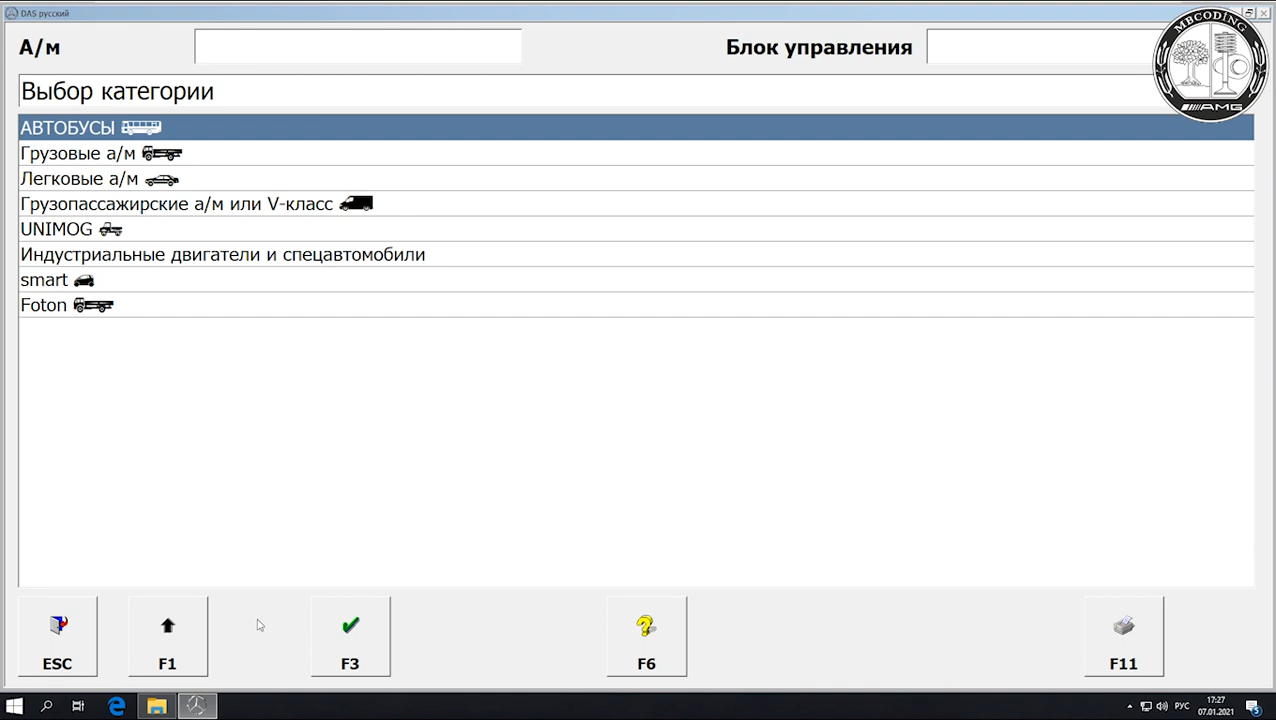 DAS русский
А/м
Блок управления
MBCODING
AMG
Выбор категории
АВТОБУСЫ
Грузовые а/м
Легковые а/м
Грузопассажирские а/м или V-класс
UNIMOG
Индустриальные двигатели и спецавтомобили
smart
Foton
ESC
F1
F3
F6
F11
РУС
17:27
07.01.2021
5